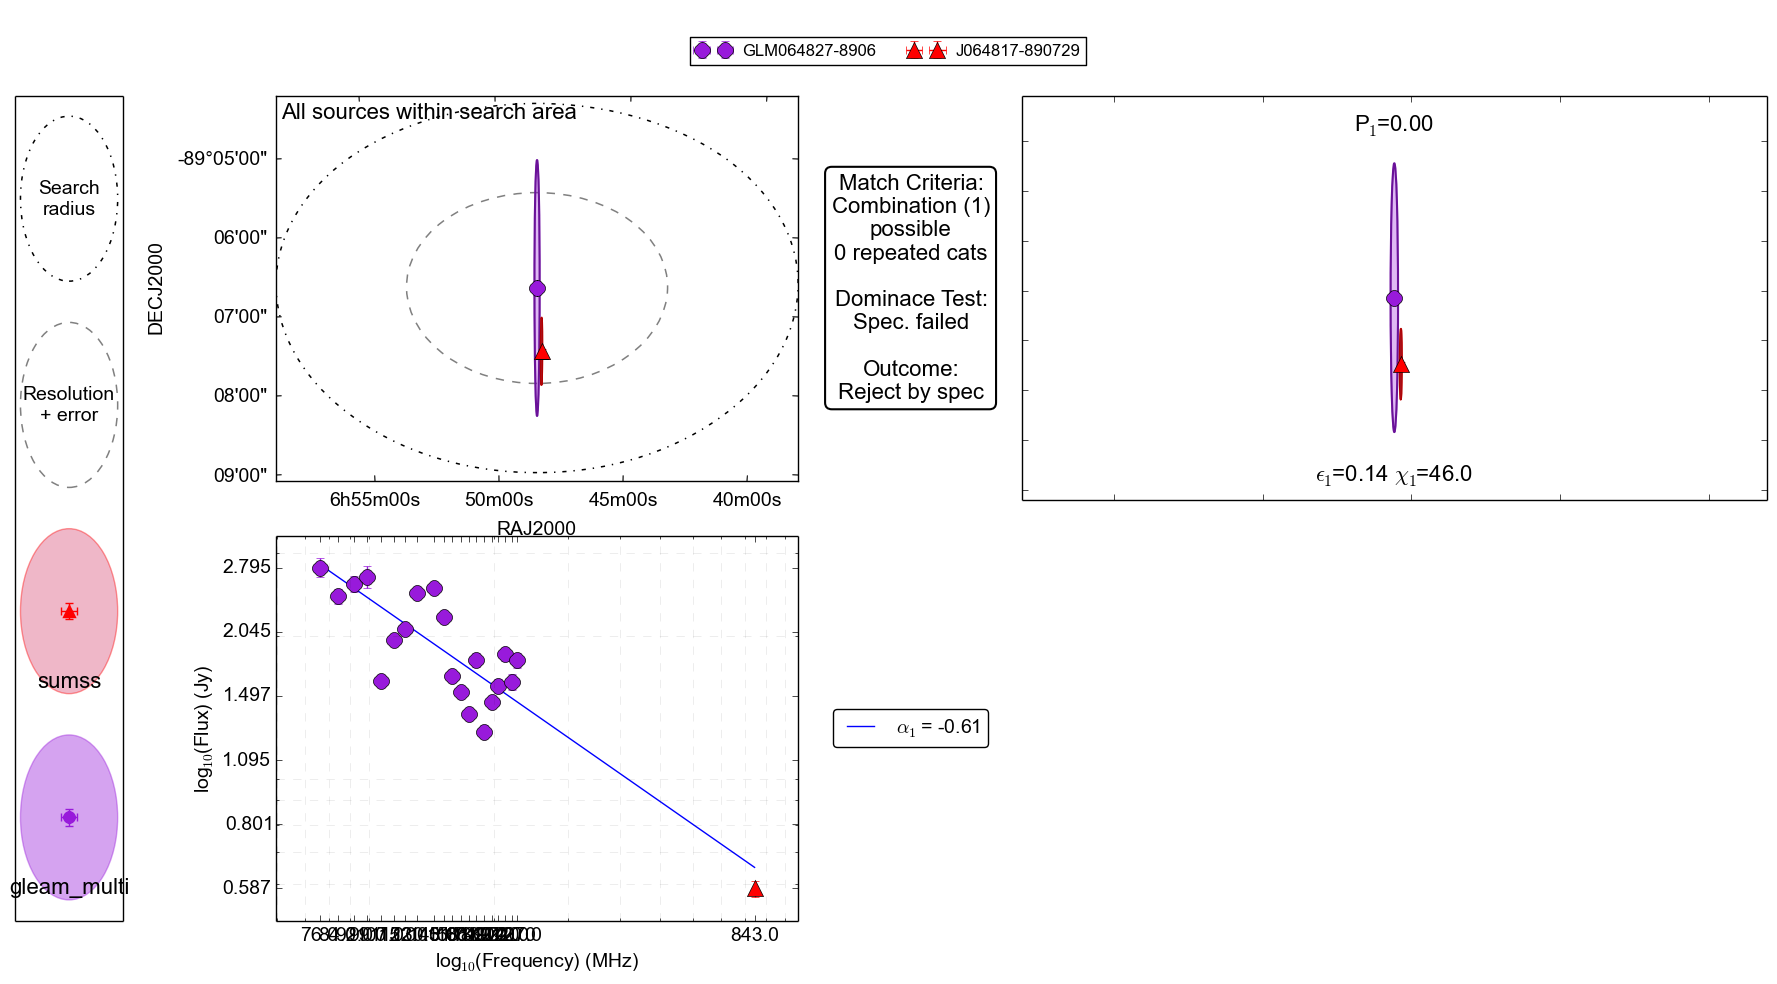 GLM064827-8906
J064817-890729
Search
radius
Resolution
+ error
sumss
gleam_multi
All sources within search area
DECJ2000
-89°05'00"
06'00"
07'00"
08'00"
09'00"
6h55m00s
50m00s
45m00s
40m00s
RAJ2000
Match Criteria:
Combination (1)
possible
0 repeated cats
Dominace Test:
Spec. failed
Outcome:
Reject by spec
P₁=0.00
ϵ₁=0.14 χ₁=46.0
log₁₀(Flux) (Jy)
2.795
2.045
1.497
1.095
0.801
0.587
843.0
log₁₀(Frequency) (MHz)
α₁ = -0.61